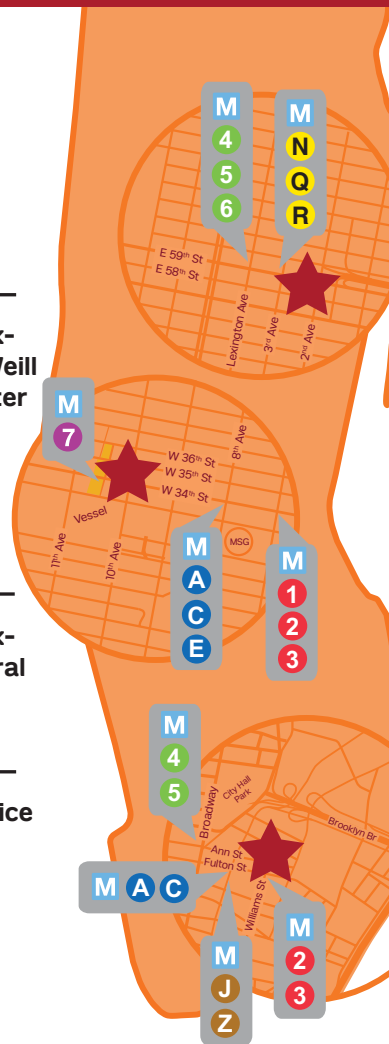 M
4
5
6
M
N
Q
R
E 59th St
E 58th St
Lexington Ave
3rd Ave
2nd Ave
x-
Weill
ter
M
7
8th Ave
W 36th St
W 35th St
W 34th St
Vessel
11th Ave
10th Ave
MSG
M
A
C
E
M
1
2
3
x-
ral
M
4
5
ice
Broadway
City Hall
Park
Brooklyn Br
Ann St
Fulton St
Williams St
M A C
M
J
Z
M
2
3